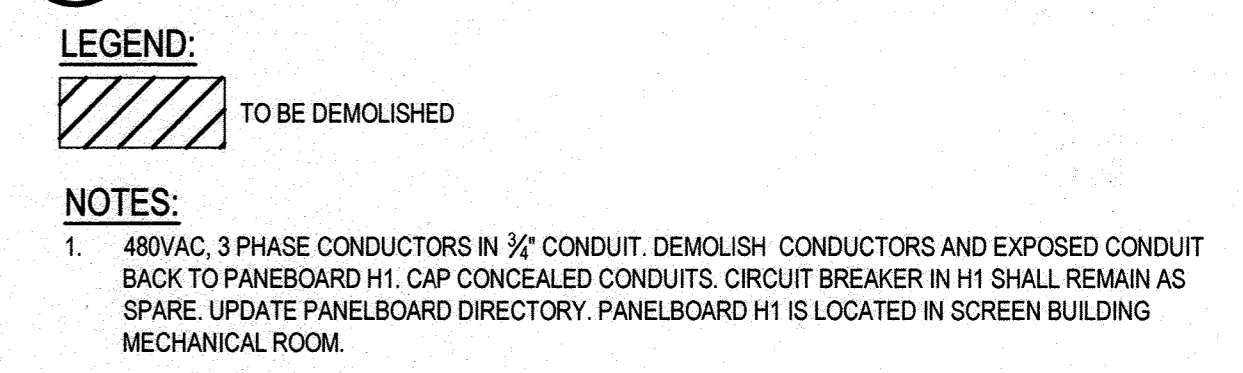 LEGEND:
TO BE DEMOLISHED
NOTES:
1. 480VAC, 3 PHASE CONDUCTORS IN ¾" CONDUIT. DEMOLISH CONDUCTORS AND EXPOSED CONDUIT
BACK TO PANEBOARD H1. CAP CONCEALED CONDUITS. CIRCUIT BREAKER IN H1 SHALL REMAIN AS
SPARE. UPDATE PANELBOARD DIRECTORY. PANELBOARD H1 IS LOCATED IN SCREEN BUILDING
MECHANICAL ROOM.